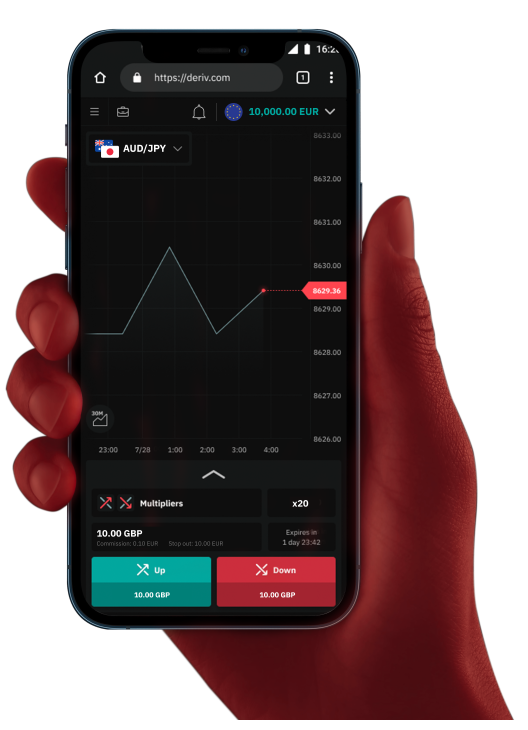 16:2
https://deriv.com
1
10,000.00 EUR
8633.00
AUD/JPY
8632.00
8631.00
8630.00
8629.36
8629.00
8628.00
8627.00
30M
8626.00
23:00 7/28 1:00 2:00 3:00 4:00
Multipliers
x20
10.00 GBP
Commission: 0.10 EUR Stop out: 10.00 EUR
Expires in
1 day 23:42
Up
Down
10.00 GBP
10.00 GBP